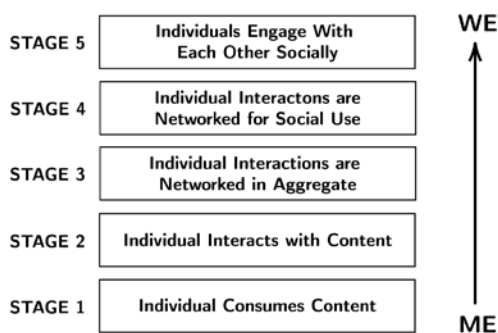 WE
STAGE 5
Individuals Engage With
Each Other Socially
STAGE 4
Individual Interactons are
Networked for Social Use
STAGE 3
Individual Interactions are
Networked in Aggregate
STAGE 2
Individual Interacts with Content
STAGE 1
Individual Consumes Content
ME